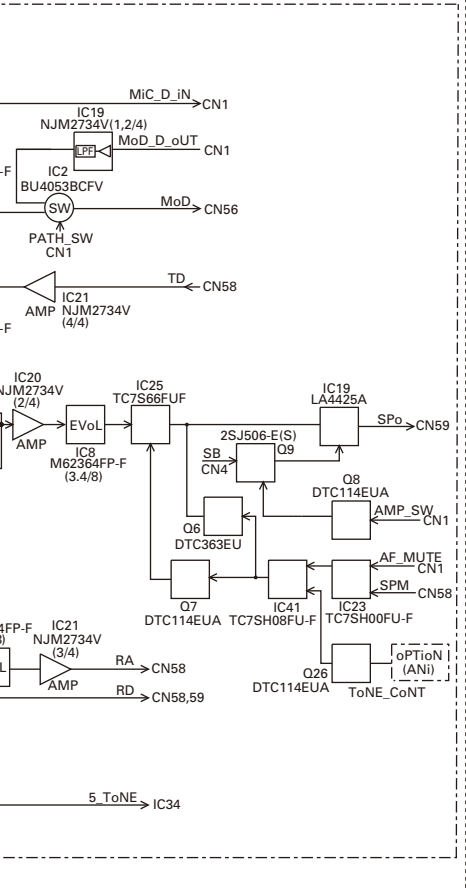 MiC_D_iN
CN1
IC19
NJM2734V(1,2/4)
LPF
MoD_D_oUT
CN1
-F
IC2
BU4053BCFV
SW
MoD
CN56
PATH_SW
CN1
TD
CN58
AMP
IC21
NJM2734V
(4/4)
-F
IC20
NJM2734V
(2/4)
AMP
EVoL
IC8
M62364FP-F
(3.4/8)
IC25
TC7S66FUF
IC19
LA4425A
SPo
CN59
2SJ506-E(S)
Q9
SB
CN4
Q8
DTC114EUA
AMP_SW
CN1
Q6
DTC363EU
AF_MUTE
CN1
SPM
CN58
Q7
DTC114EUA
IC41
TC7SH08FU-F
IC23
TC7SH00FU-F
4FP-F
IC21
NJM2734V
(3/4)
L
AMP
RA
CN58
RD
CN58,59
Q26
DTC114EUA
oPTioN
(ANi)
ToNE_CoNT
5_ToNE
IC34